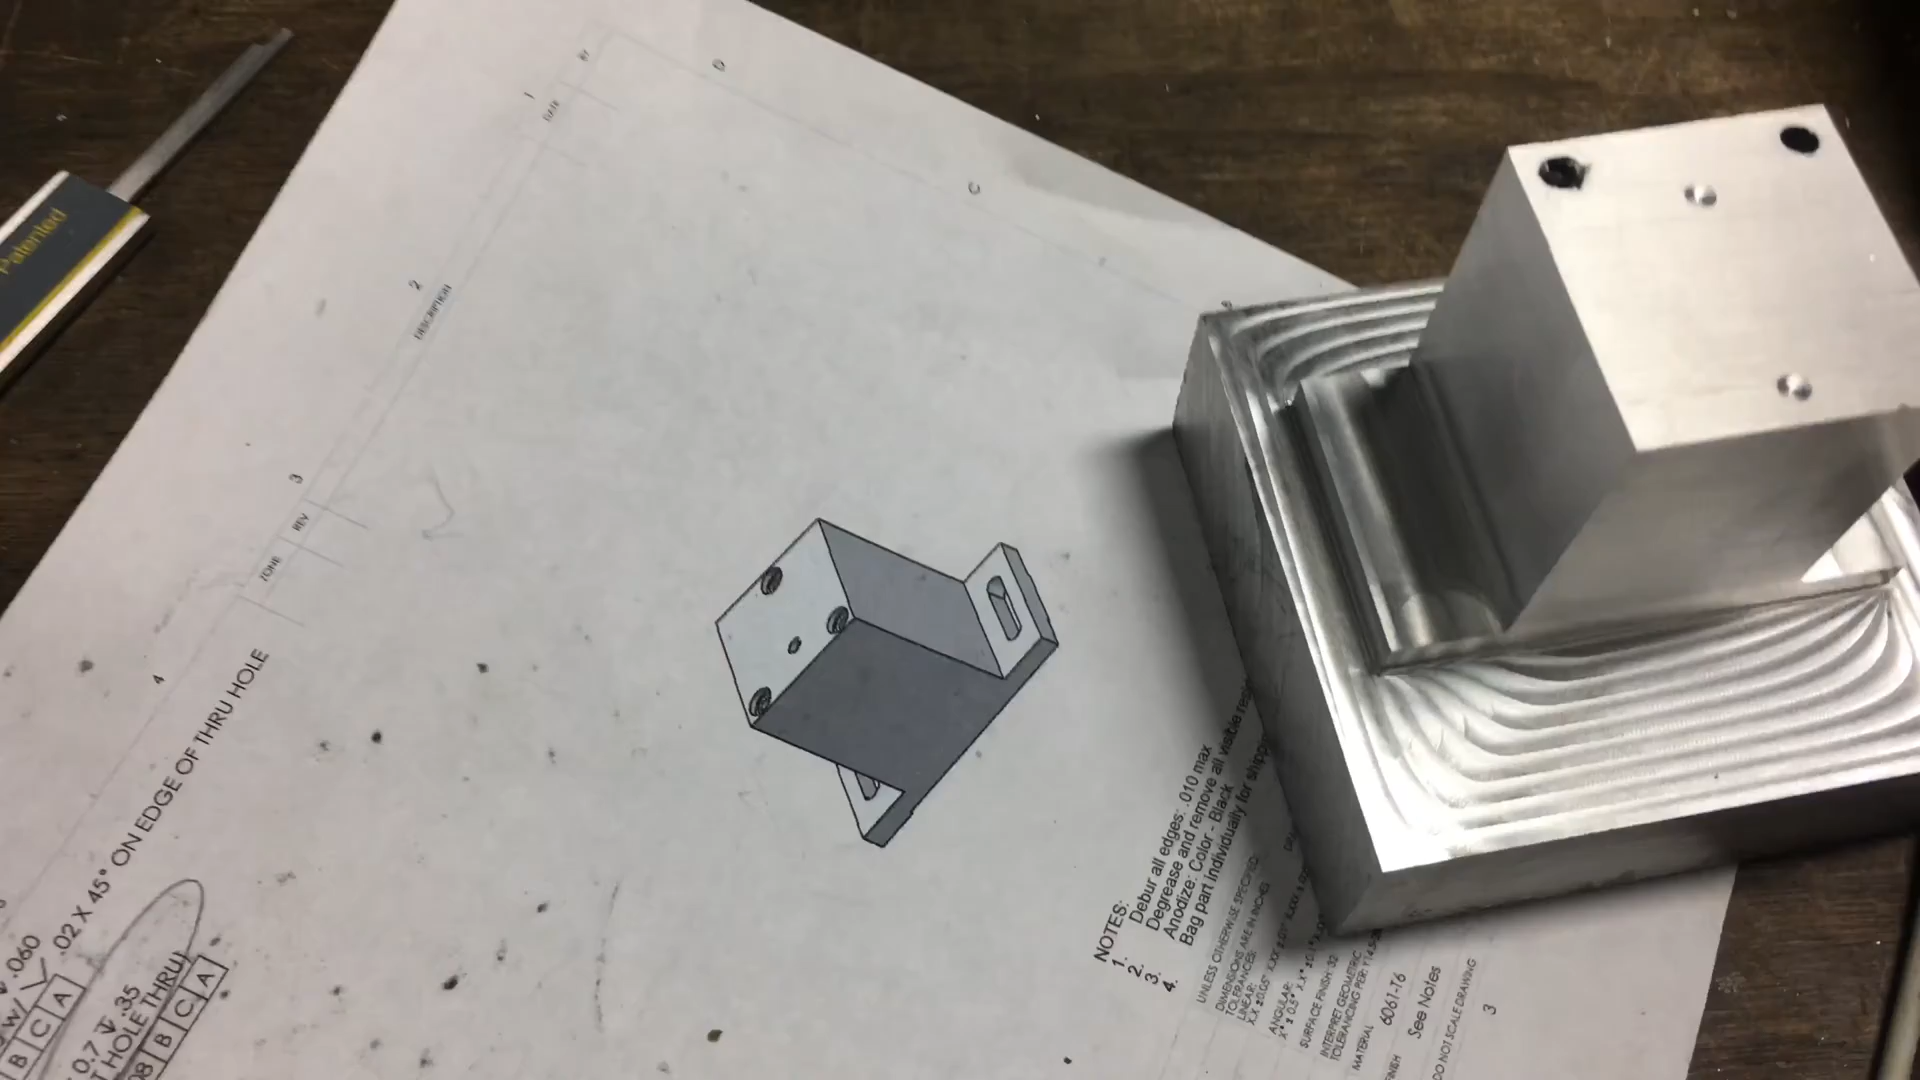 Patented
D
C
B
1
2
3
4
DATE
DESCRIPTION
REV
ZONE
.02 X 45° ON EDGE OF THRU HOLE
.060
B C A
0.7 ↧ .35
HOLE THRU)
B C A
NOTES:
1. Debur all edges: .010 max
2. Degrease and remove all visible
3. Anodize: Color - Black
4. Bag part individually for
UNLESS OTHERWISE SPECIFIED:
DIMENSIONS ARE IN INCHES
TOLERANCES:
LINEAR:
ANGULAR:
SURFACE FINISH 32
INTERPRET GEOMETRIC
TOLERANCING PER:
MATERIAL 6061-T6
See Notes
DO NOT SCALE DRAWING
3